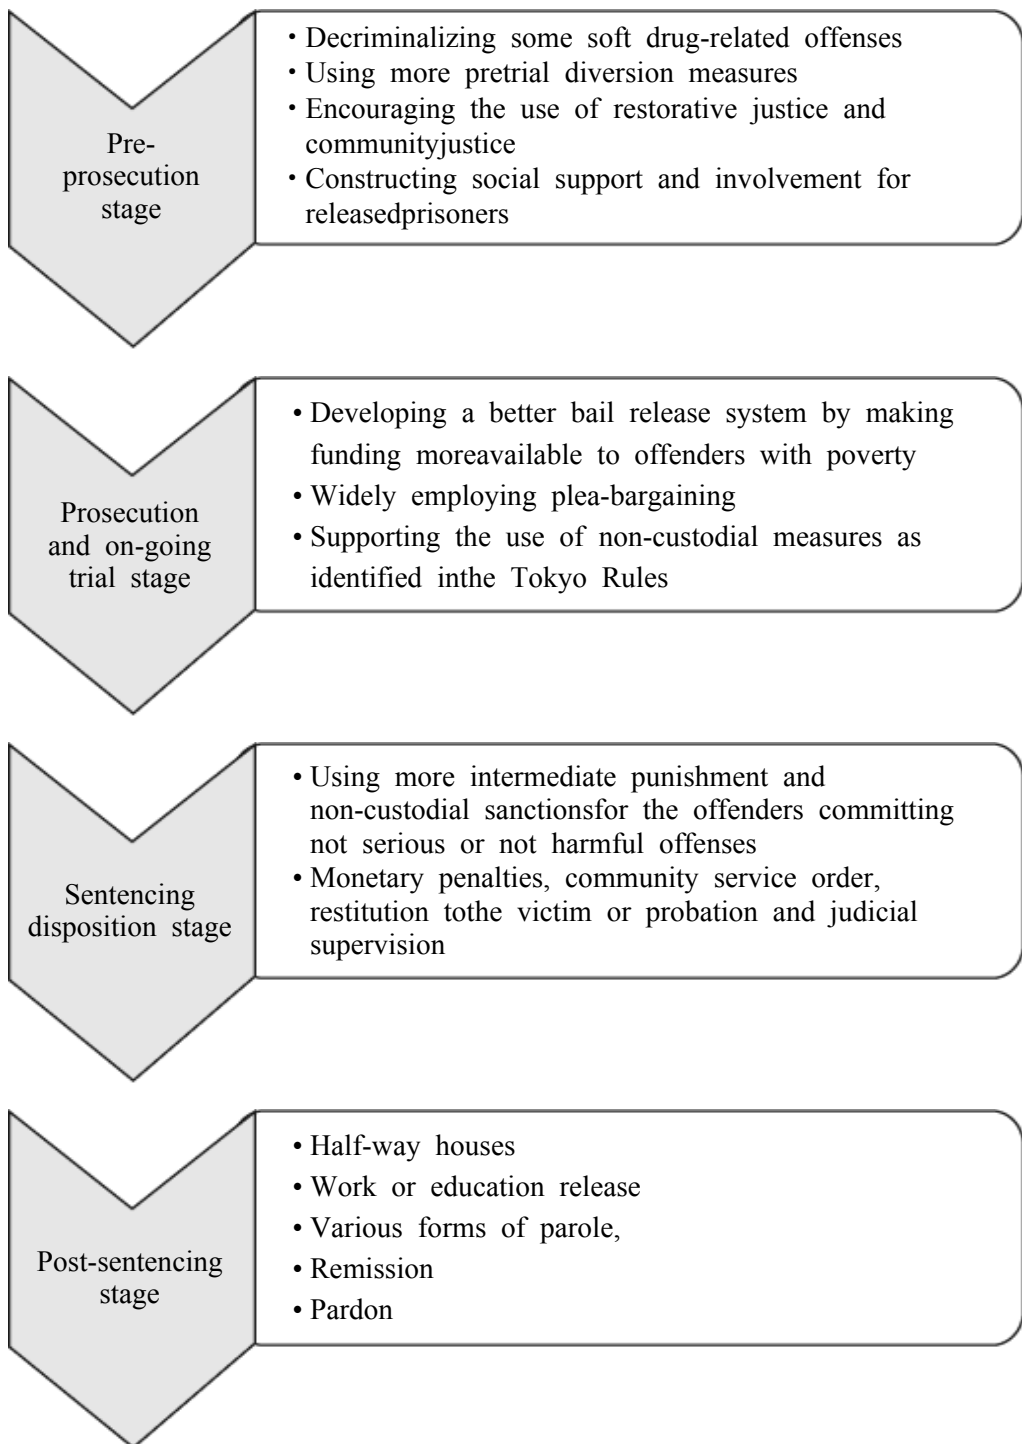 Pre-
prosecution
stage
• Decriminalizing some soft drug-related offenses
• Using more pretrial diversion measures
• Encouraging the use of restorative justice and
communityjustice
• Constructing social support and involvement for
releasedprisoners
Prosecution
and on-going
trial stage
• Developing a better bail release system by making
funding moreavailable to offenders with poverty
• Widely employing plea-bargaining
• Supporting the use of non-custodial measures as
identified inthe Tokyo Rules
Sentencing
disposition stage
• Using more intermediate punishment and
non-custodial sanctionsfor the offenders committing
not serious or not harmful offenses
• Monetary penalties, community service order,
restitution tothe victim or probation and judicial
supervision
Post-sentencing
stage
• Half-way houses
• Work or education release
• Various forms of parole,
• Remission
• Pardon